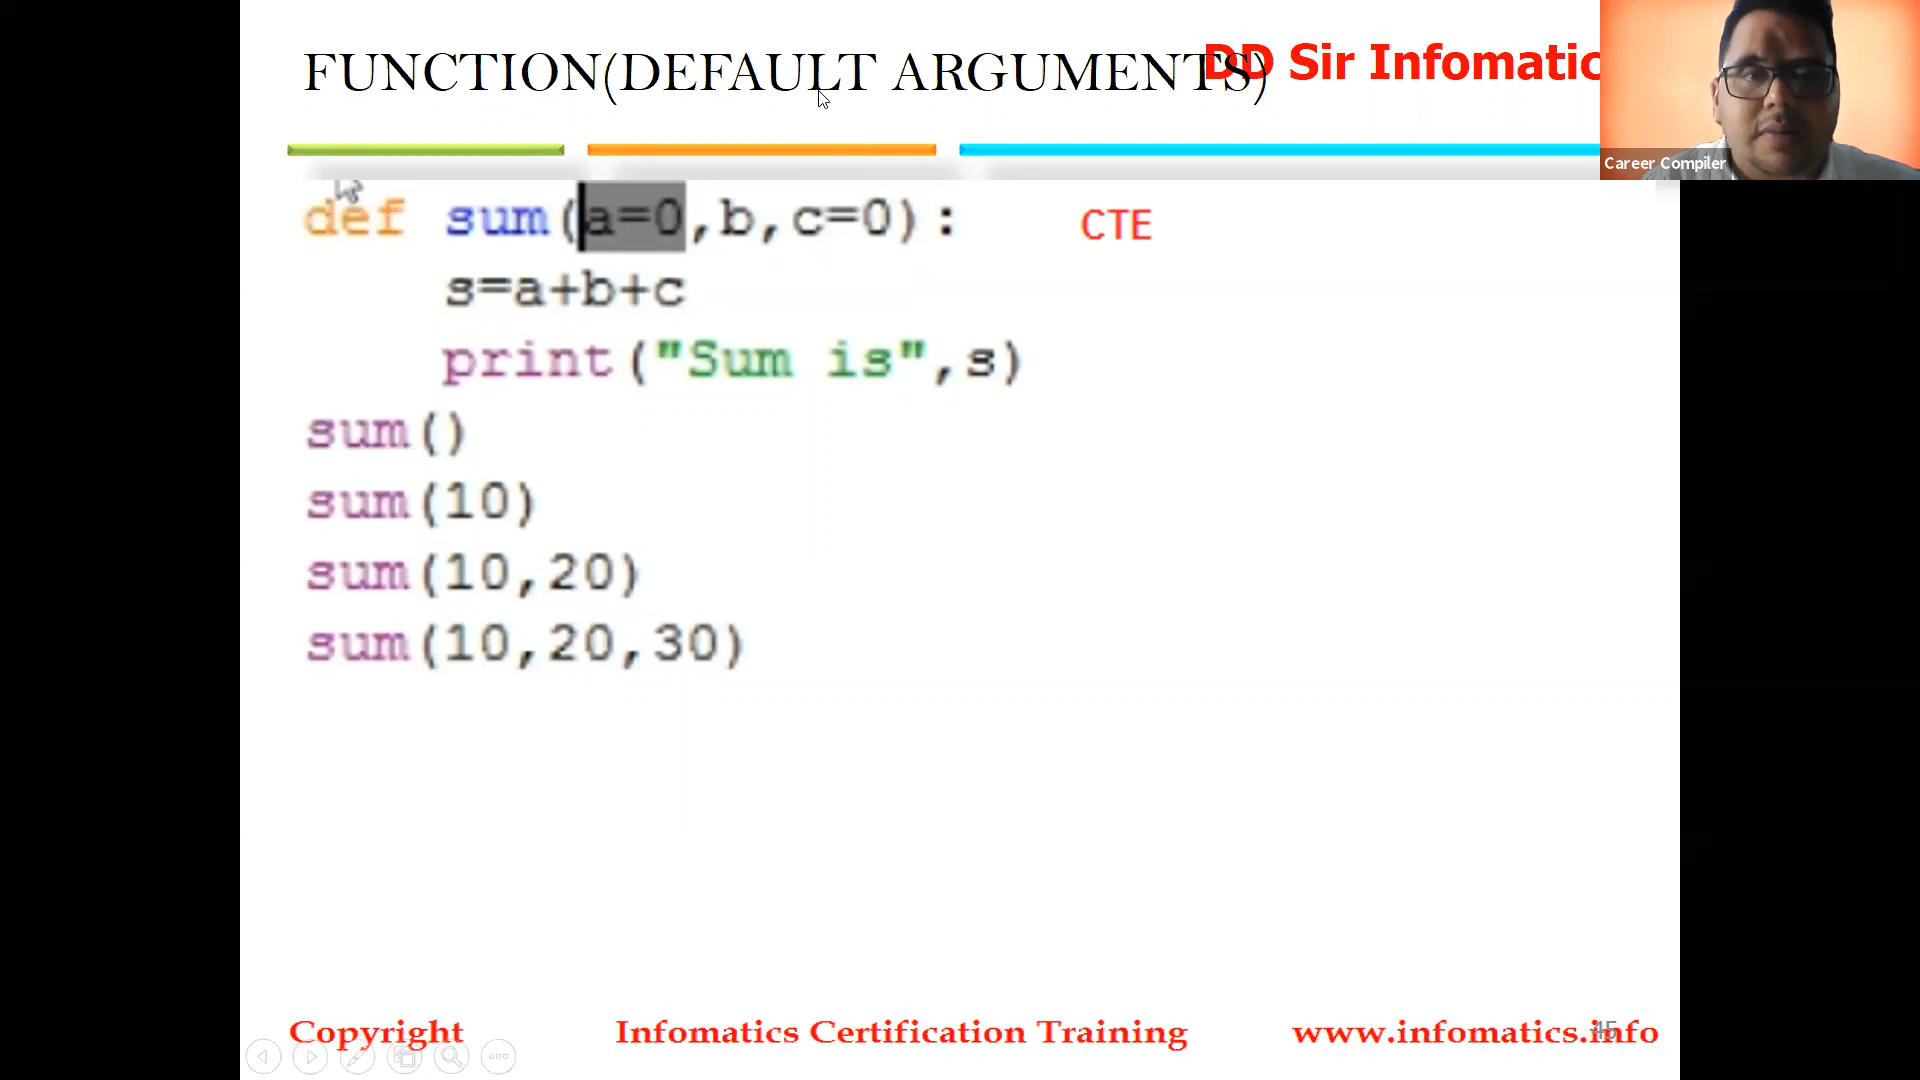 FUNCTION(DEFAULT ARGUMENTS)
DD Sir Infomatic
Career Compiler
def sum(a=0,b,c=0):
CTE
s=a+b+c
print("Sum is",s)
sum()
sum(10)
sum(10,20)
sum(10,20,30)
Copyright
Infomatics Certification Training
www.infomatics.info
45